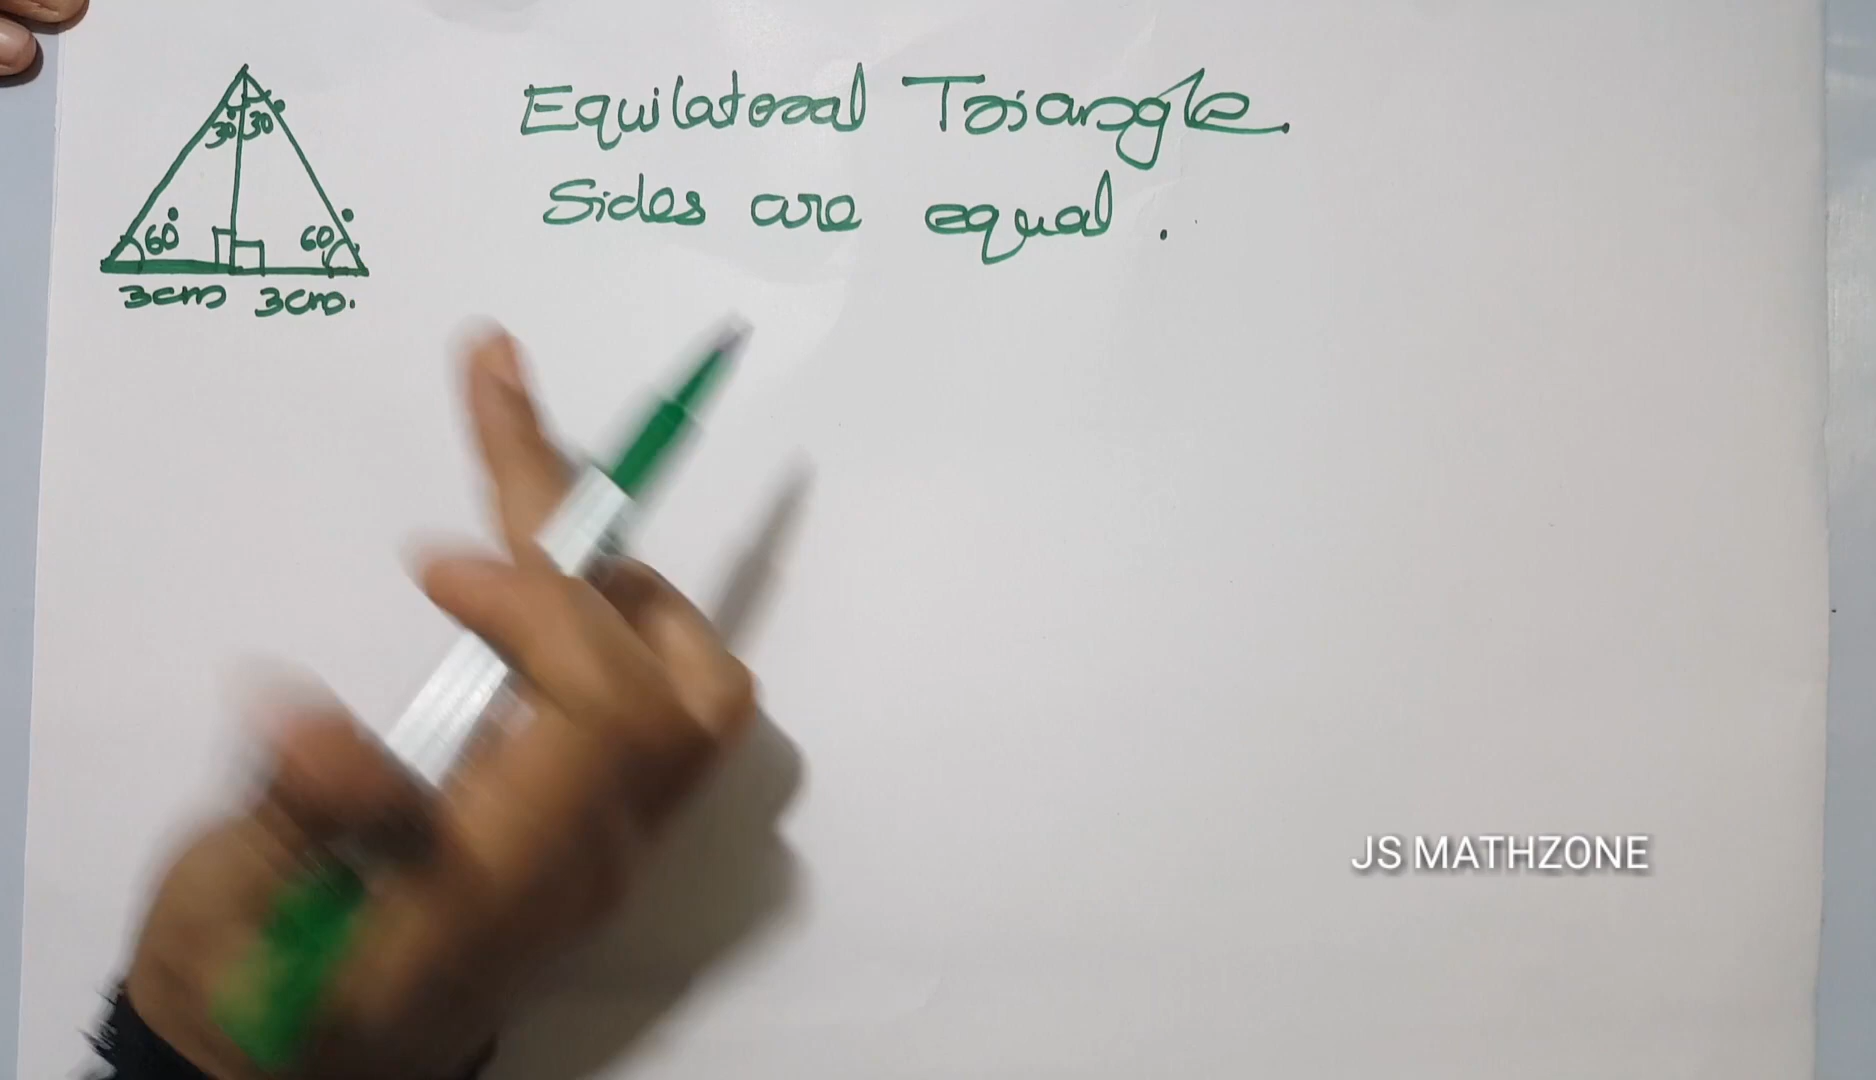 Equilateral Triangle.
Sides are equal.
30 30
60° 60
3cm 3cm.
JS MATHZONE